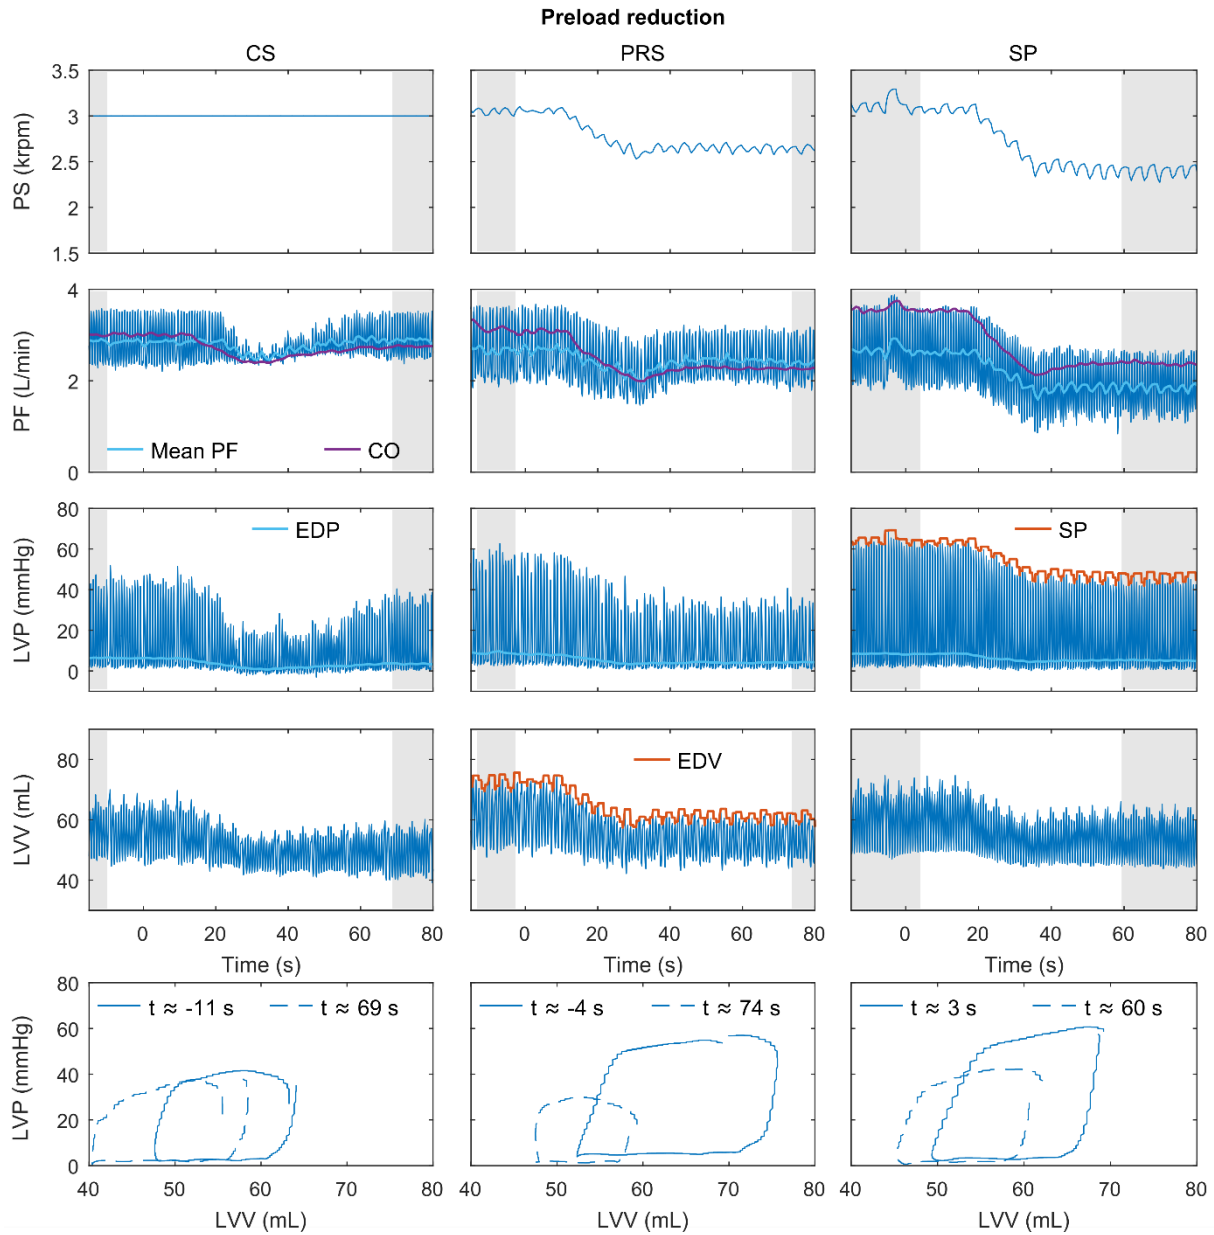 Preload reduction
CS PRS SP
3.5
3
2.5
2
1.5
PS (krpm)
4
2
0
PF (L/min)
Mean PF CO
80
60
40
20
0
LVP (mmHg)
EDP SP
80
60
40
LVV (mL)
EDV
0 20 40 60 80 0 20 40 60 80 0 20 40 60 80
Time (s) Time (s) Time (s)
80
60
40
20
0
LVP (mmHg)
t ≈ -11 s t ≈ 69 s t ≈ -4 s t ≈ 74 s t ≈ 3 s t ≈ 60 s
40 50 60 70 80 40 50 60 70 80 40 50 60 70 80
LVV (mL) LVV (mL) LVV (mL)